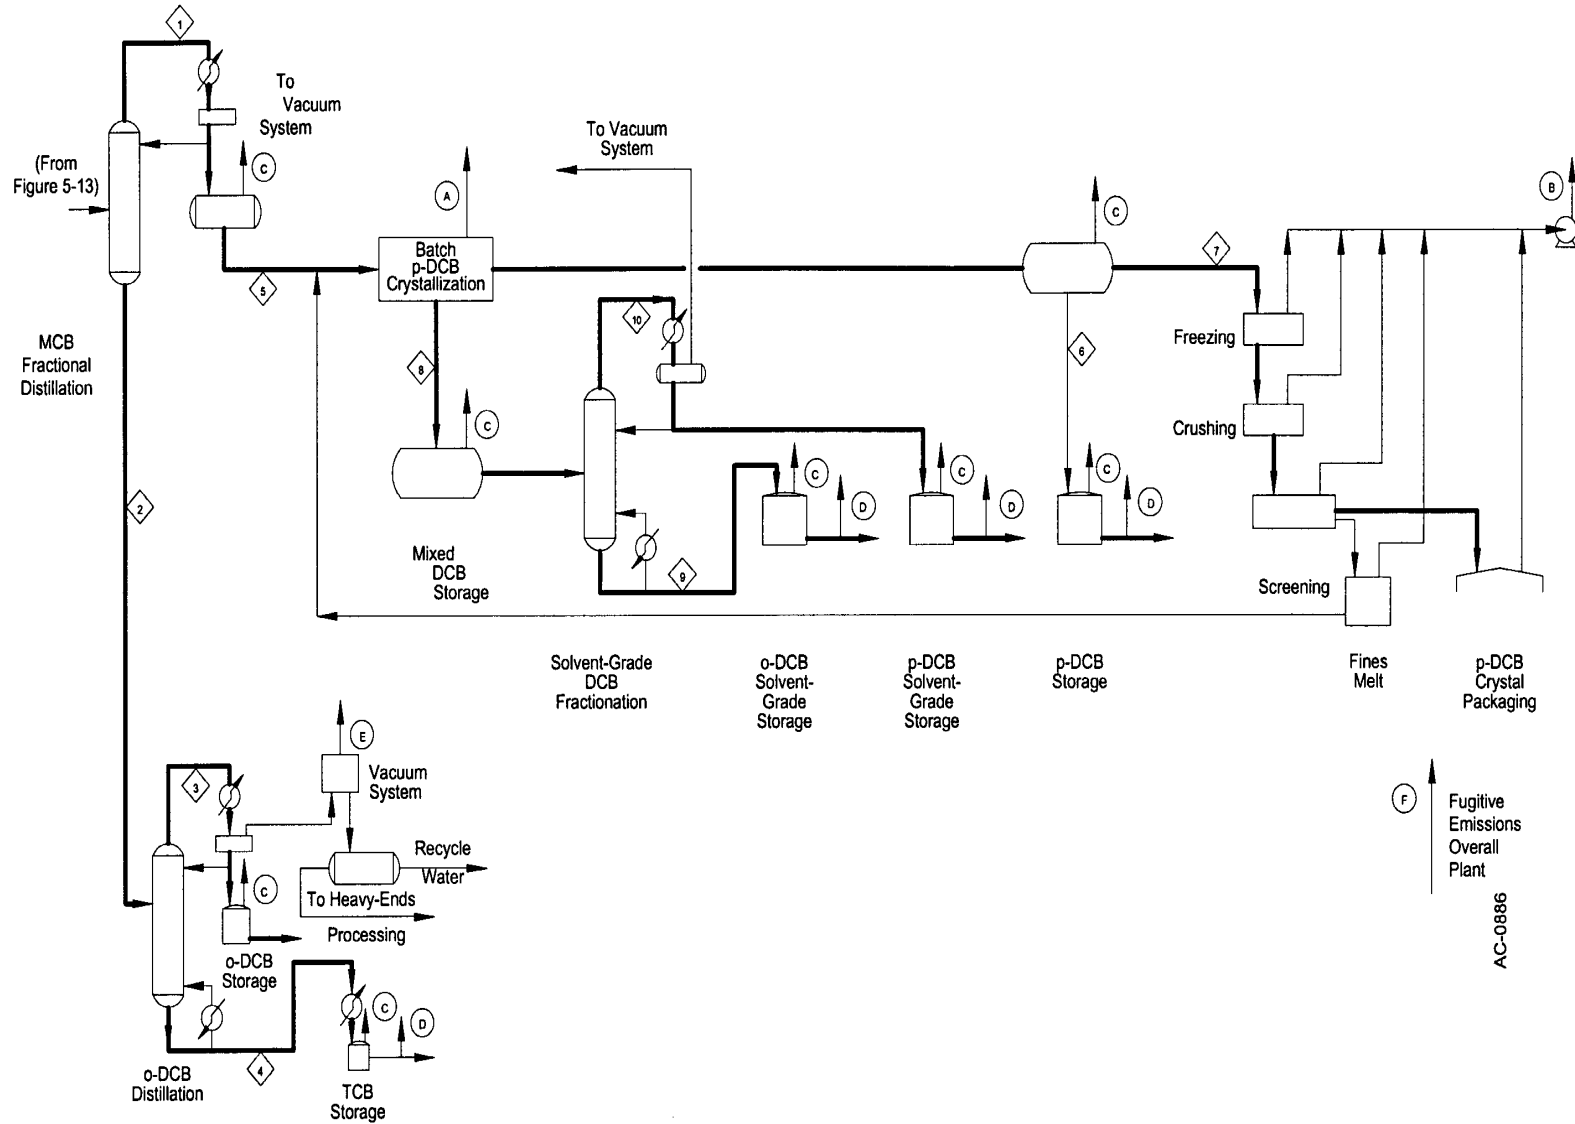 1
To
Vacuum
System
C
(From
Figure 5-13)
To Vacuum
System
A
C
B
Batch
p-DCB
Crystallization
5
7
10
6
8
MCB
Fractional
Distillation
Freezing
Crushing
C
C
D
C
D
C
D
2
Mixed
DCB
Storage
9
Screening
Solvent-Grade
DCB
Fractionation
o-DCB
Solvent-
Grade
Storage
p-DCB
Solvent-
Grade
Storage
p-DCB
Storage
Fines
Melt
p-DCB
Crystal
Packaging
E
Vacuum
System
3
F
Fugitive
Emissions
Overall
Plant
Recycle
Water
C
To Heavy-Ends
Processing
o-DCB
Storage
C
D
4
o-DCB
Distillation
TCB
Storage
AC-0886